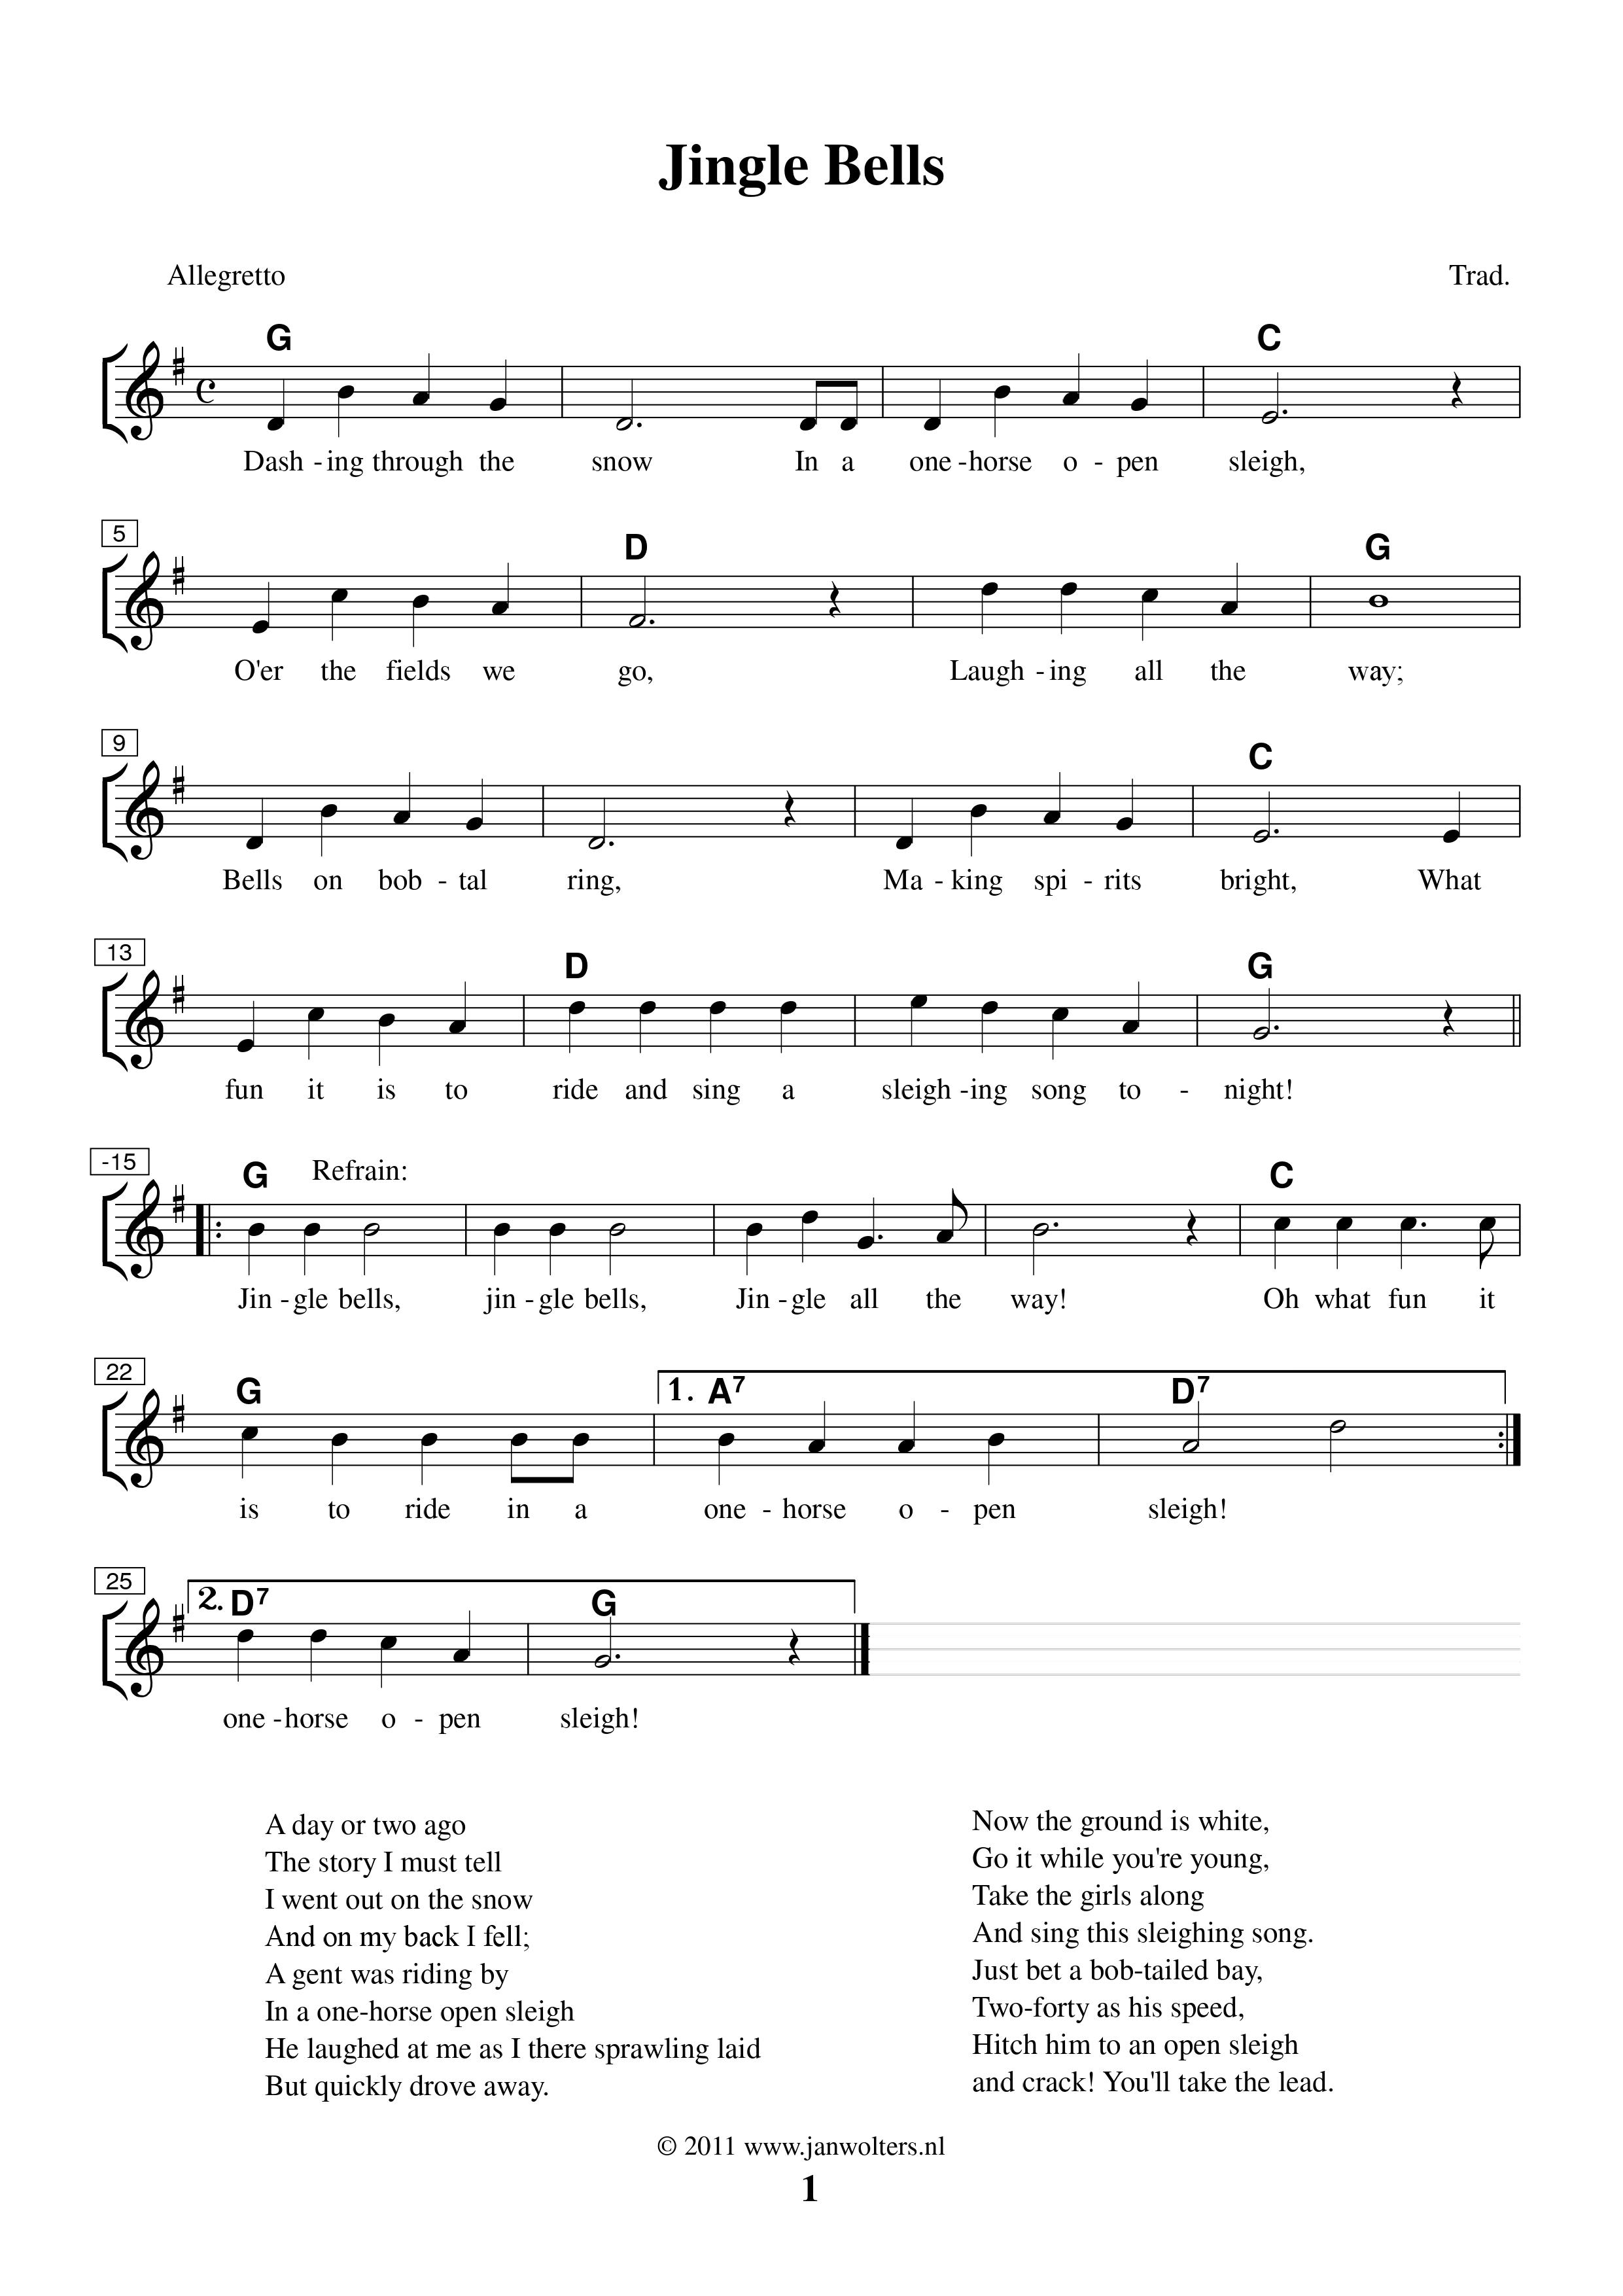 Jingle Bells
Allegretto Trad.
G C
Dash - ing through the snow In a one - horse o - pen sleigh,
5 D G
O'er the fields we go, Laugh - ing all the way;
9 C
Bells on bob - tal ring, Ma - king spi - rits bright, What
13 D G
fun it is to ride and sing a sleigh - ing song to - night!
-15 G Refrain: C
Jin - gle bells, jin - gle bells, Jin - gle all the way! Oh what fun it
22 G 1. A7 D7
is to ride in a one - horse o - pen sleigh!
25 2. D7 G
one - horse o - pen sleigh!
A day or two ago
The story I must tell
I went out on the snow
And on my back I fell;
A gent was riding by
In a one-horse open sleigh
He laughed at me as I there sprawling laid
But quickly drove away.
Now the ground is white,
Go it while you're young,
Take the girls along
And sing this sleighing song.
Just bet a bob-tailed bay,
Two-forty as his speed,
Hitch him to an open sleigh
and crack! You'll take the lead.
© 2011 www.janwolters.nl
1